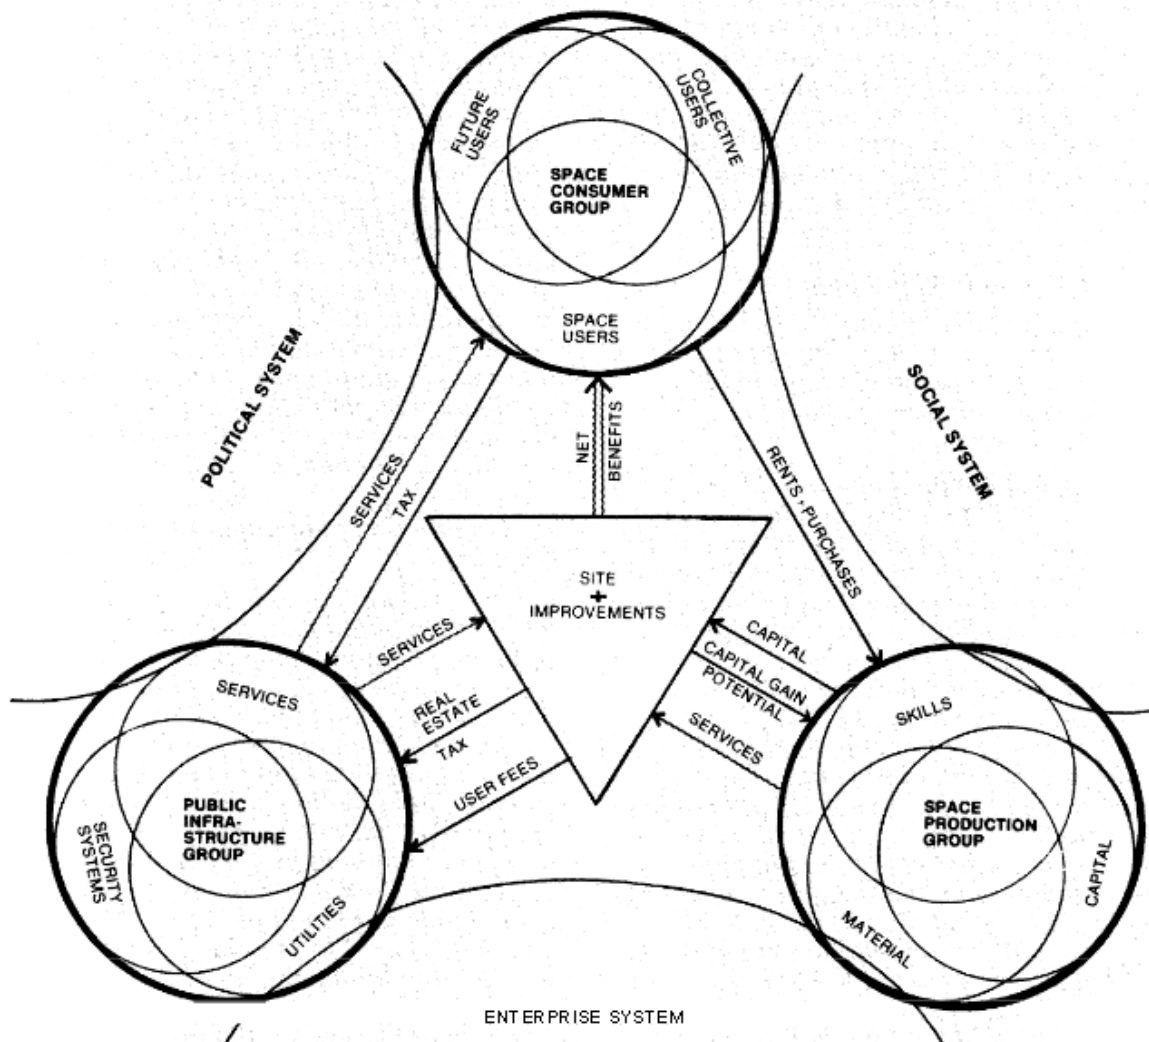 FUTURE
USERS
COLLECTIVE
USERS
SPACE
CONSUMER
GROUP
SPACE
USERS
POLITICAL SYSTEM
SOCIAL SYSTEM
SERVICES
TAX
NET
BENEFITS
RENTS, PURCHASES
SITE
+
IMPROVEMENTS
SERVICES
REAL
ESTATE
TAX
USER FEES
CAPITAL
CAPITAL GAIN
POTENTIAL
SERVICES
SERVICES
PUBLIC
INFRA-
STRUCTURE
GROUP
SECURITY
SYSTEMS
UTILITIES
SKILLS
SPACE
PRODUCTION
GROUP
CAPITAL
MATERIAL
ENTERPRISE SYSTEM